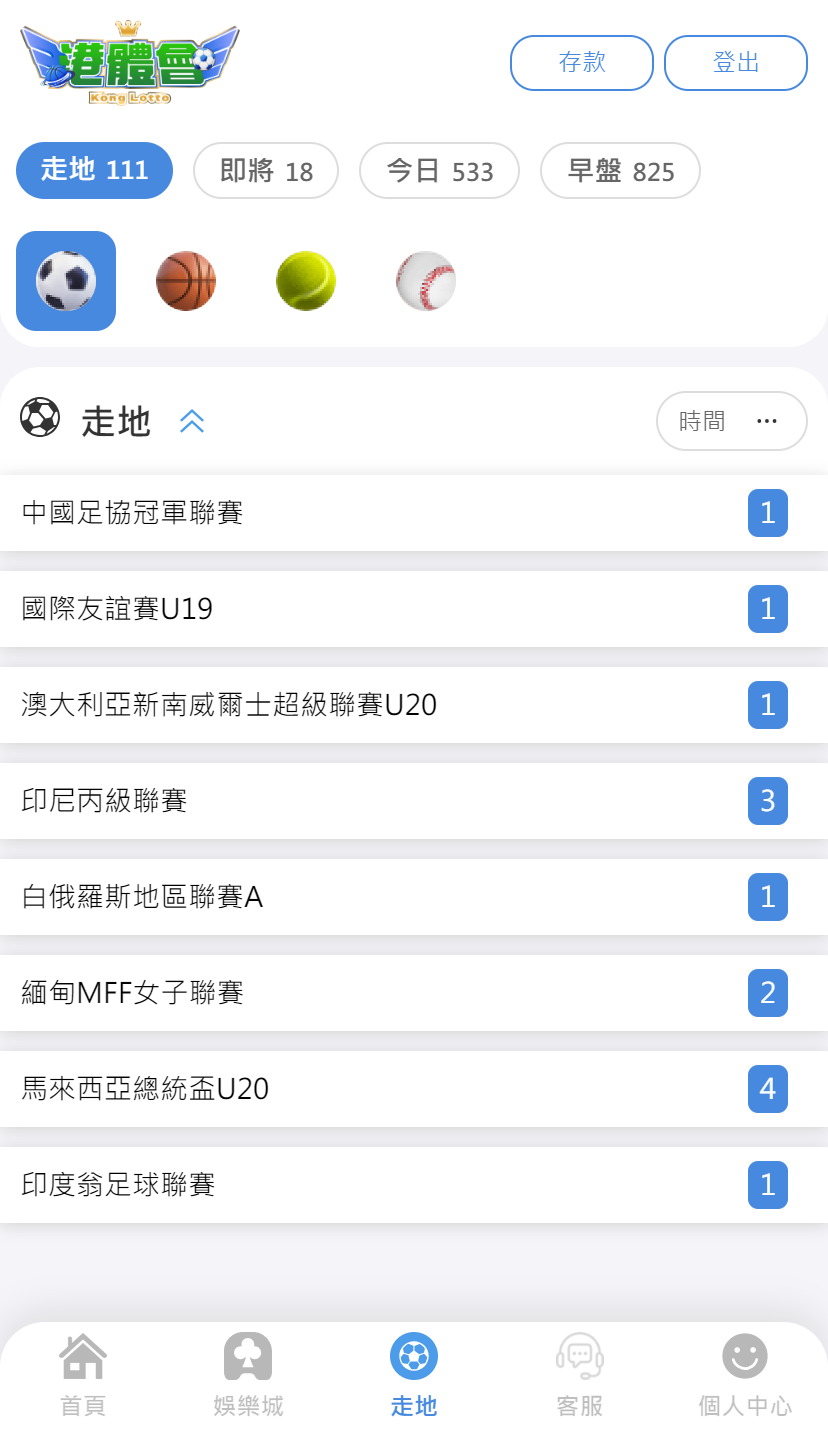 港體會
Kong Lotto
存款
登出
走地 111
即將 18
今日 533
早盤 825
走地
時間 ...
中國足協冠軍聯賽 1
國際友誼賽U19 1
澳大利亞新南威爾士超級聯賽U20 1
印尼丙級聯賽 3
白俄羅斯地區聯賽A 1
緬甸MFF女子聯賽 2
馬來西亞總統盃U20 4
印度翁足球聯賽 1
首頁
娛樂城
走地
客服
個人中心